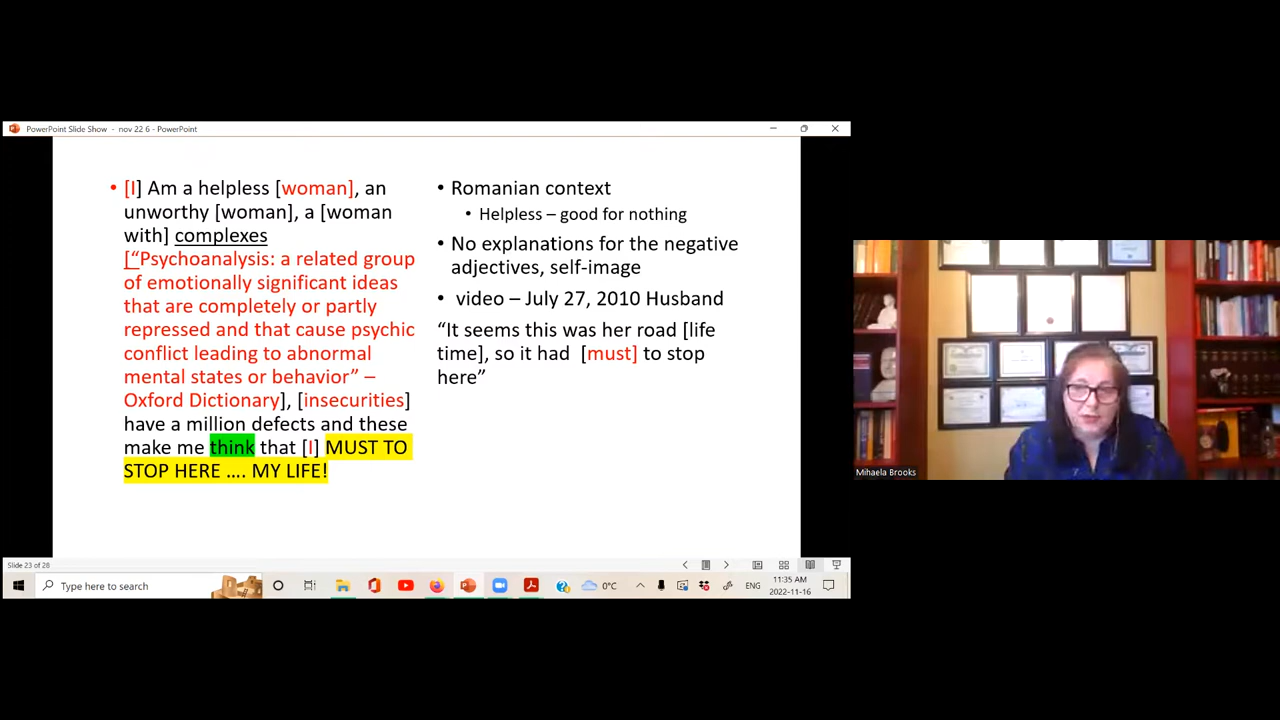 PowerPoint Slide Show - nov 22 6 - PowerPoint
• [I] Am a helpless [woman], an
unworthy [woman], a [woman
with] complexes
[“Psychoanalysis: a related group
of emotionally significant ideas
that are completely or partly
repressed and that cause psychic
conflict leading to abnormal
mental states or behavior” –
Oxford Dictionary], [insecurities]
have a million defects and these
make me think that [I] MUST TO
STOP HERE .... MY LIFE!
• Romanian context
• Helpless – good for nothing
• No explanations for the negative
adjectives, self-image
• video – July 27, 2010 Husband
“It seems this was her road [life
time], so it had [must] to stop
here”
Mihaela Brooks
Slide 23 of 28
Type here to search
0°C
ENG
11:35 AM
2022-11-16